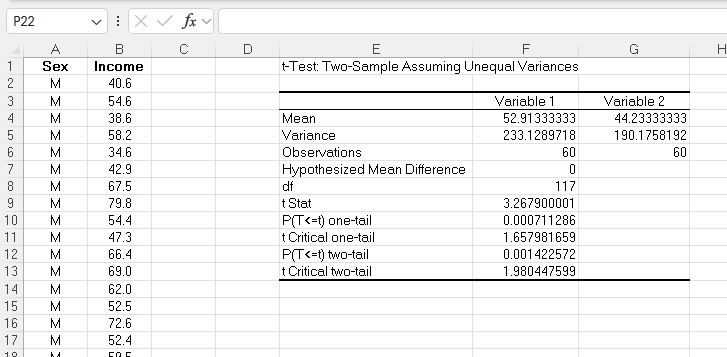 P22 fx
A B C D E F G H
1 Sex Income t-Test: Two-Sample Assuming Unequal Variances
2 M 40.6
3 M 54.6 Variable 1 Variable 2
4 M 38.6 Mean 52.91333333 44.23333333
5 M 58.2 Variance 233.1289718 190.1758192
6 M 34.6 Observations 60 60
7 M 42.9 Hypothesized Mean Difference 0
8 M 67.5 df 117
9 M 79.8 t Stat 3.267900001
10 M 54.4 P(T<=t) one-tail 0.000711286
11 M 47.3 t Critical one-tail 1.657981659
12 M 66.4 P(T<=t) two-tail 0.001422572
13 M 69.0 t Critical two-tail 1.980447599
14 M 62.0
15 M 52.5
16 M 72.6
17 M 52.4
18 M 59.5